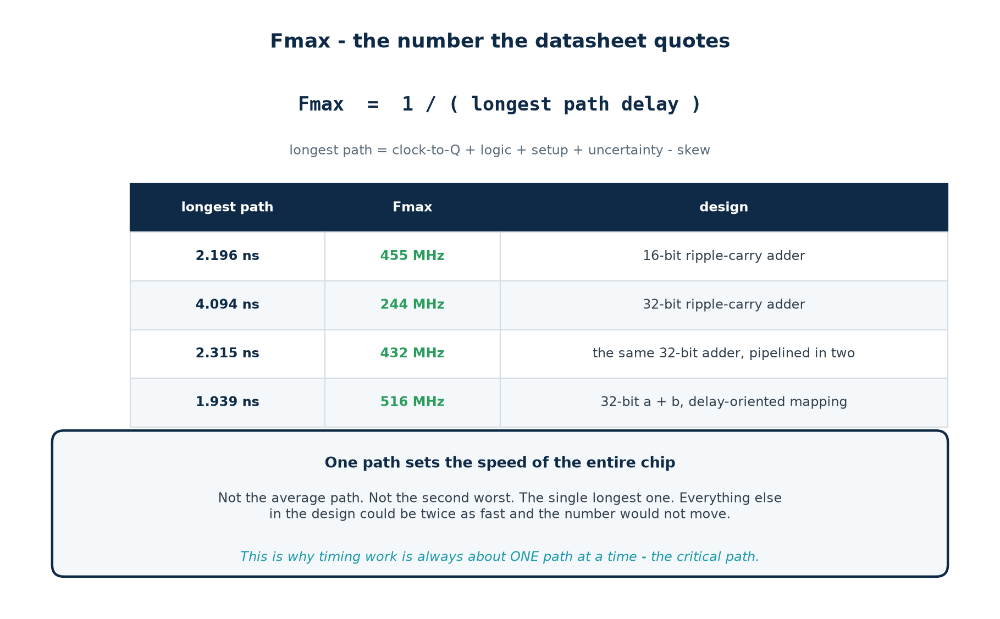 Fmax - the number the datasheet quotes
Fmax = 1 / ( longest path delay )
longest path = clock-to-Q + logic + setup + uncertainty - skew
longest path Fmax design
2.196 ns 455 MHz 16-bit ripple-carry adder
4.094 ns 244 MHz 32-bit ripple-carry adder
2.315 ns 432 MHz the same 32-bit adder, pipelined in two
1.939 ns 516 MHz 32-bit a + b, delay-oriented mapping
One path sets the speed of the entire chip
Not the average path. Not the second worst. The single longest one. Everything else
in the design could be twice as fast and the number would not move.
This is why timing work is always about ONE path at a time - the critical path.